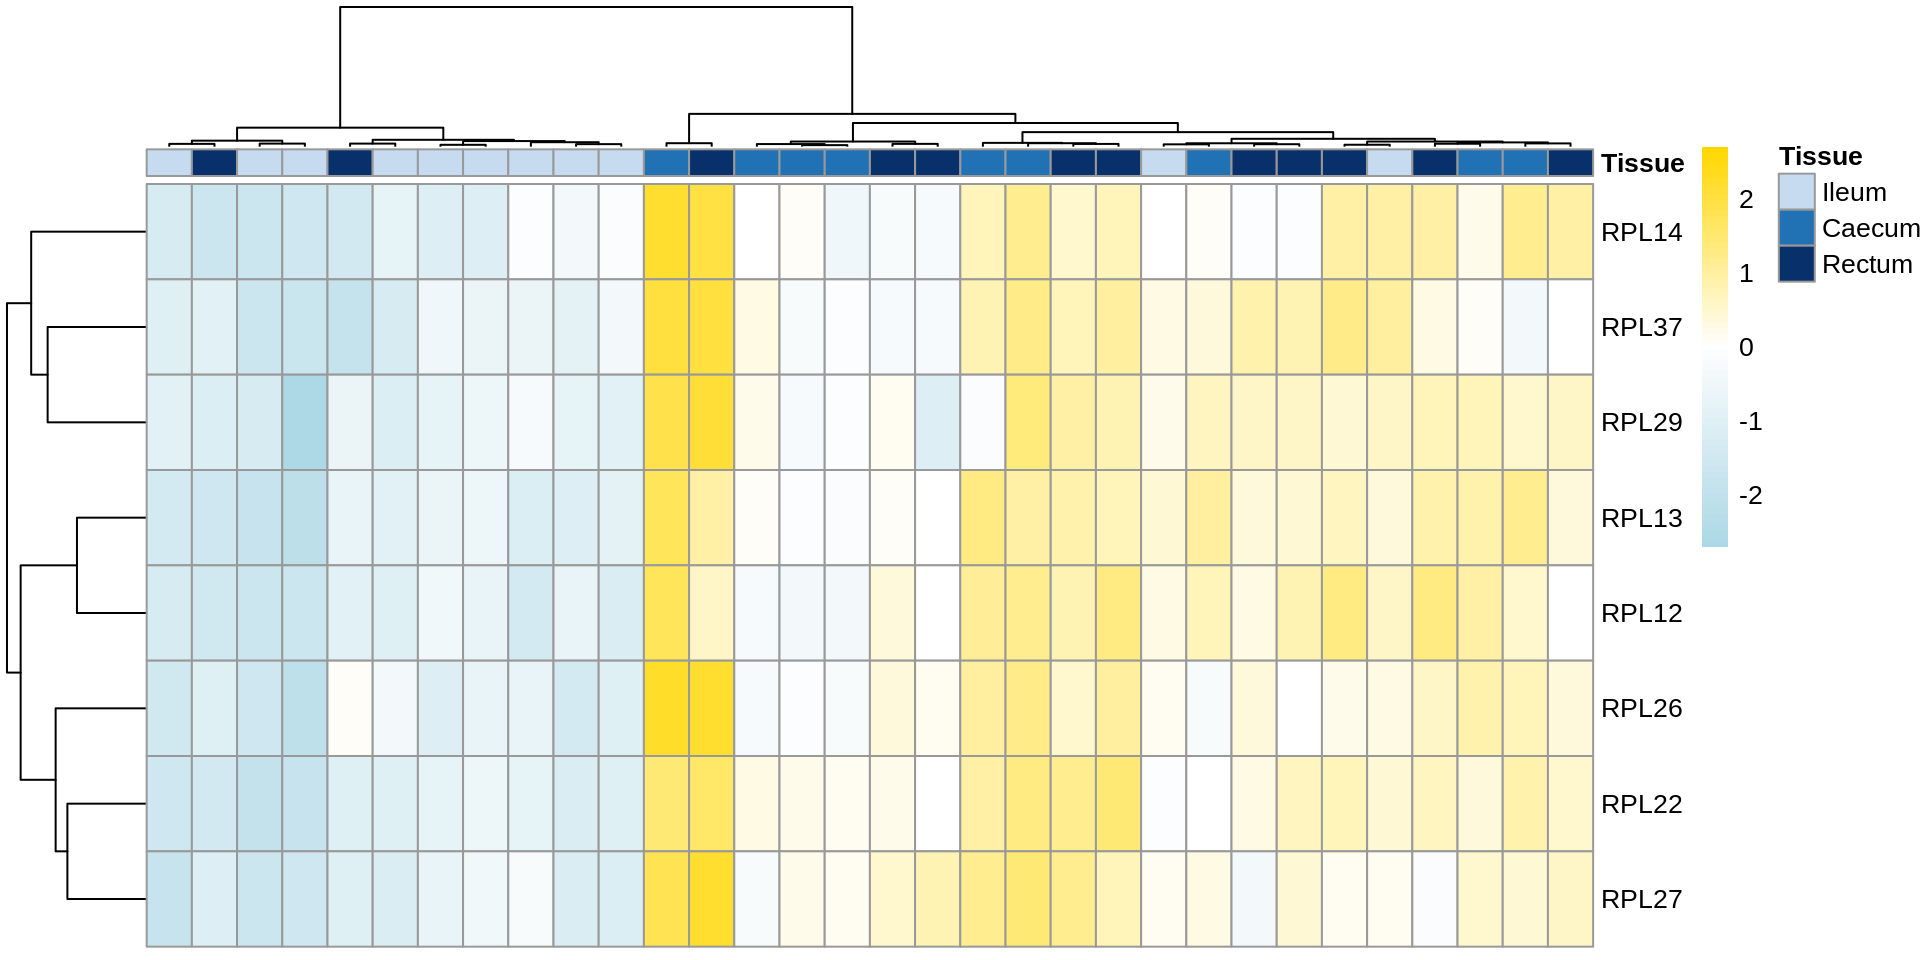 Tissue
RPL14
RPL37
RPL29
RPL13
RPL12
RPL26
RPL22
RPL27
2
1
0
-1
-2
Tissue
Ileum
Caecum
Rectum